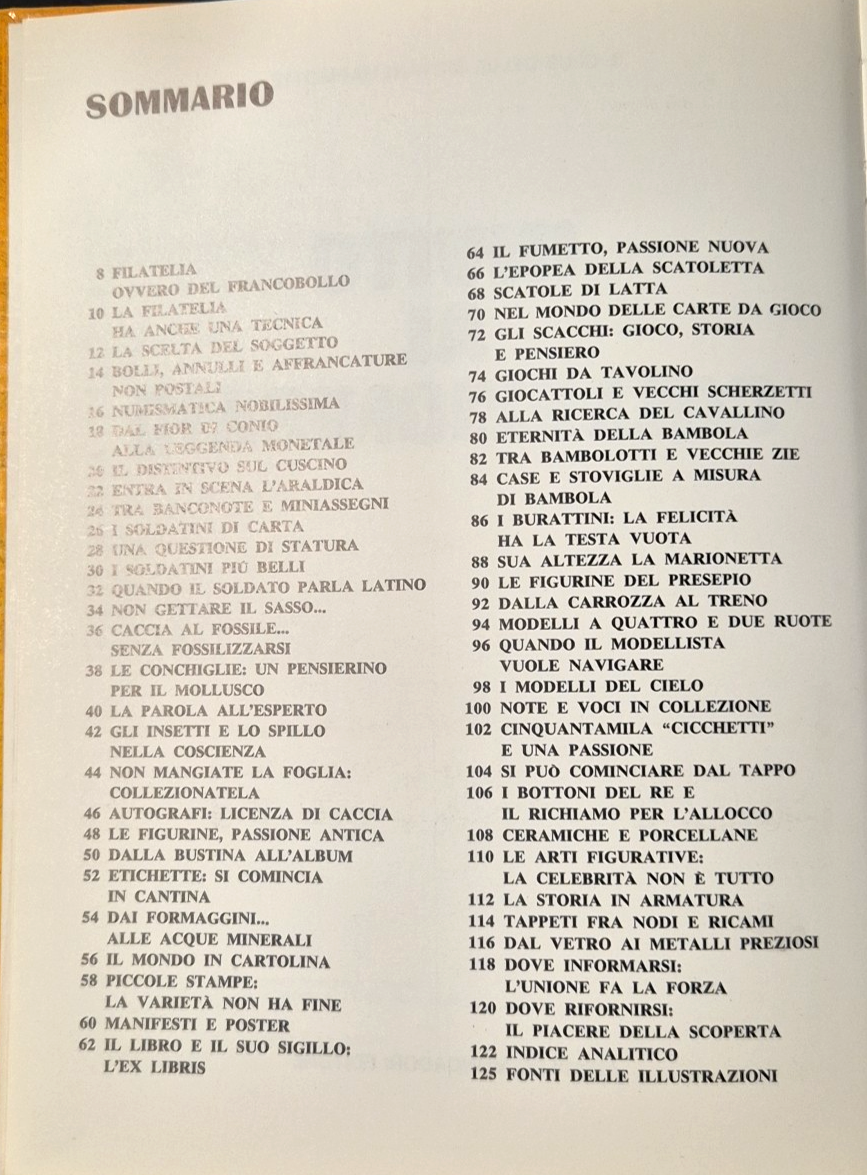 SOMMARIO
8 FILATELIA
OVVERO DEL FRANCOBOLLO
10 LA FILATELIA
HA ANCHE UNA TECNICA
12 LA SCELTA DEL SOGGETTO
14 BOLLI, ANNULLI E AFFRANCATURE
NON POSTALI
16 NUMISMATICA NOBILISSIMA
18 DAL FIOR DI CONIO
ALLA LEGGENDA MONETALE
20 IL DISTINTIVO SUL CUSCINO
22 ENTRA IN SCENA L'ARALDICA
24 TRA BANCONOTE E MINIASSEGNI
26 I SOLDATINI DI CARTA
28 UNA QUESTIONE DI STATURA
30 I SOLDATINI PIÙ BELLI
32 QUANDO IL SOLDATO PARLA LATINO
34 NON GETTARE IL SASSO...
36 CACCIA AL FOSSILE...
SENZA FOSSILIZZARSI
38 LE CONCHIGLIE: UN PENSIERINO
PER IL MOLLUSCO
40 LA PAROLA ALL'ESPERTO
42 GLI INSETTI E LO SPILLO
NELLA COSCIENZA
44 NON MANGIATE LA FOGLIA:
COLLEZIONATELA
46 AUTOGRAFI: LICENZA DI CACCIA
48 LE FIGURINE, PASSIONE ANTICA
50 DALLA BUSTINA ALL'ALBUM
52 ETICHETTE: SI COMINCIA
IN CANTINA
54 DAI FORMAGGINI...
ALLE ACQUE MINERALI
56 IL MONDO IN CARTOLINA
58 PICCOLE STAMPE:
LA VARIETÀ NON HA FINE
60 MANIFESTI E POSTER
62 IL LIBRO E IL SUO SIGILLO:
L'EX LIBRIS
64 IL FUMETTO, PASSIONE NUOVA
66 L'EPOPEA DELLA SCATOLETTA
68 SCATOLE DI LATTA
70 NEL MONDO DELLE CARTE DA GIOCO
72 GLI SCACCHI: GIOCO, STORIA
E PENSIERO
74 GIOCHI DA TAVOLINO
76 GIOCATTOLI E VECCHI SCHERZETTI
78 ALLA RICERCA DEL CAVALLINO
80 ETERNITÀ DELLA BAMBOLA
82 TRA BAMBOLOTTI E VECCHIE ZIE
84 CASE E STOVIGLIE A MISURA
DI BAMBOLA
86 I BURATTINI: LA FELICITÀ
HA LA TESTA VUOTA
88 SUA ALTEZZA LA MARIONETTA
90 LE FIGURINE DEL PRESEPIO
92 DALLA CARROZZA AL TRENO
94 MODELLI A QUATTRO E DUE RUOTE
96 QUANDO IL MODELLISTA
VUOLE NAVIGARE
98 I MODELLI DEL CIELO
100 NOTE E VOCI IN COLLEZIONE
102 CINQUANTAMILA "CICCHETTI"
E UNA PASSIONE
104 SI PUÒ COMINCIARE DAL TAPPO
106 I BOTTONI DEL RE E
IL RICHIAMO PER L'ALLOCCO
108 CERAMICHE E PORCELLANE
110 LE ARTI FIGURATIVE:
LA CELEBRITÀ NON È TUTTO
112 LA STORIA IN ARMATURA
114 TAPPETI FRA NODI E RICAMI
116 DAL VETRO AI METALLI PREZIOSI
118 DOVE INFORMARSI:
L'UNIONE FA LA FORZA
120 DOVE RIFORNIRSI:
IL PIACERE DELLA SCOPERTA
122 INDICE ANALITICO
125 FONTI DELLE ILLUSTRAZIONI